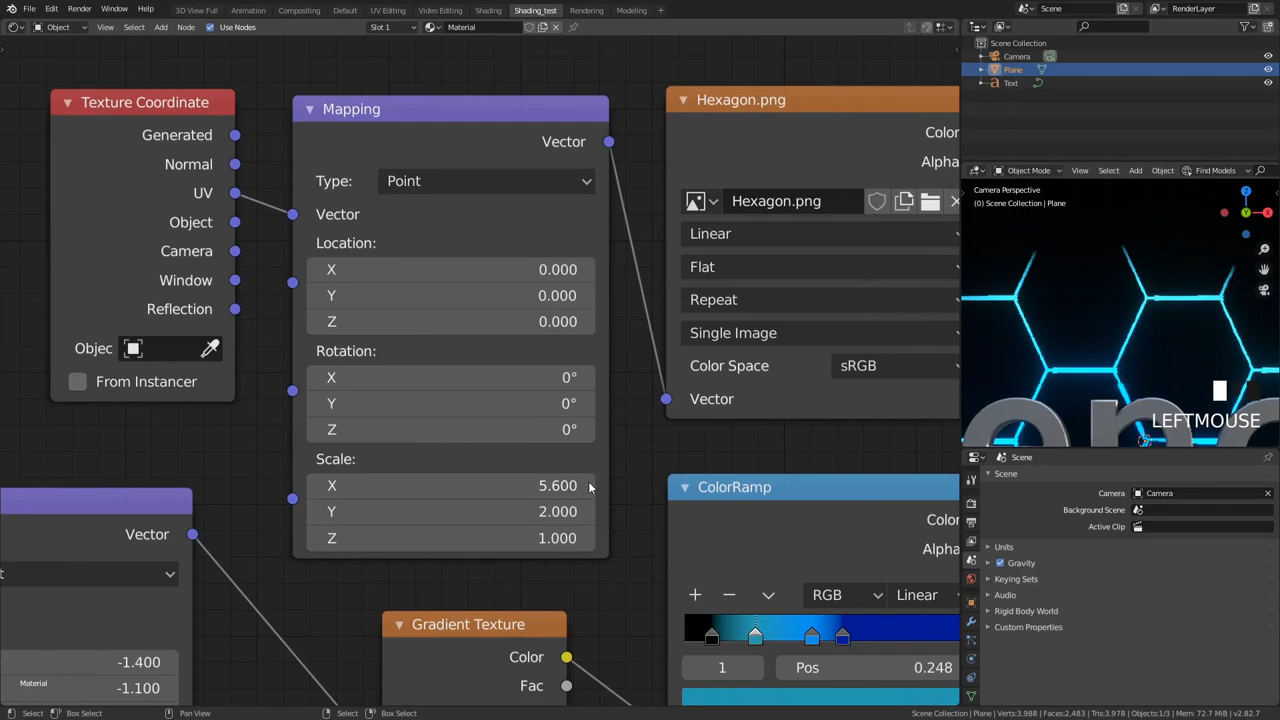 File Edit Render Window Help 3D View Full Animation Compositing Default UV Editing Video Editing Shading Shading_test Rendering Modeling + Scene RenderLayer
Object View Select Add Node Use Nodes Slot 1 Material
Scene Collection
Camera
Plane
Text
Texture Coordinate
Generated
Normal
UV
Object
Camera
Window
Reflection
Objec
From Instancer
Mapping
Vector
Type: Point
Vector
Location:
X 0.000
Y 0.000
Z 0.000
Rotation:
X 0°
Y 0°
Z 0°
Scale:
X 5.600
Y 2.000
Z 1.000
Hexagon.png
Color
Alpha
Hexagon.png
Linear
Flat
Repeat
Single Image
Color Space sRGB
Vector
Object Mode View Select Add Object Find Models
Camera Perspective
(0) Scene Collection | Plane
LEFTMOUSE
Vector
t
-1.400
-1.100
Material
Gradient Texture
Color
Fac
ColorRamp
Color
Alpha
+ − RGB Linear
1 Pos 0.248
Scene
Scene
Camera Camera
Background Scene
Active Clip
Units
Gravity
Keying Sets
Audio
Rigid Body World
Custom Properties
Select Box Select Pan View Select Box Select Scene Collection | Plane | Verts:3,988 | Faces:2,483 | Tris:3,978 | Objects:1/3 | Mem: 72.7 MiB | v2.82.7